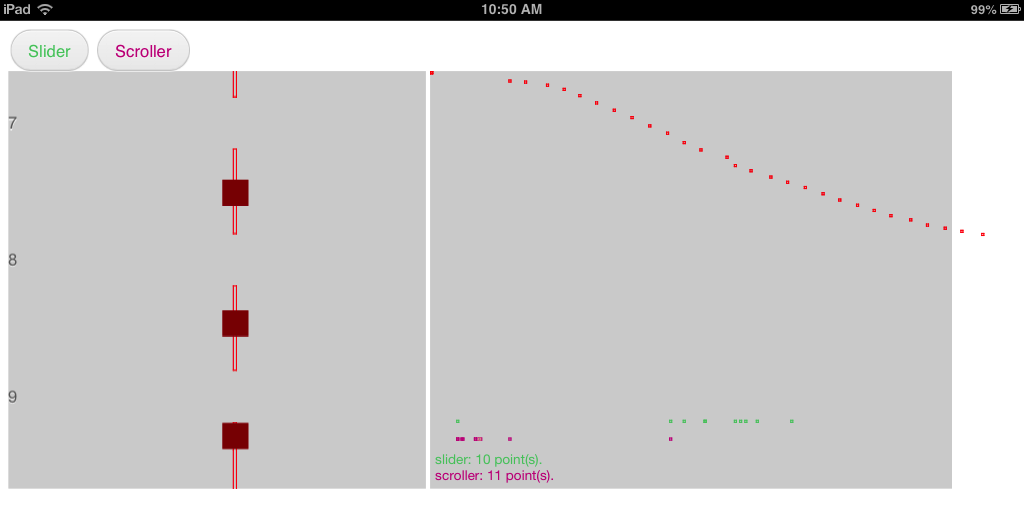 iPad 10:50 AM 99%
Slider Scroller
7
8
9
slider: 10 point(s).
scroller: 11 point(s).